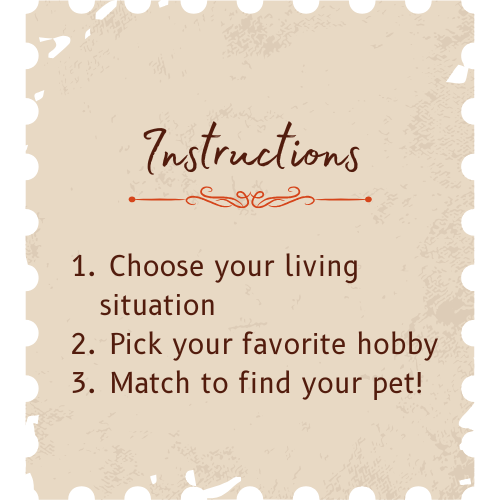 Instructions
1. Choose your living
situation
2. Pick your favorite hobby
3. Match to find your pet!